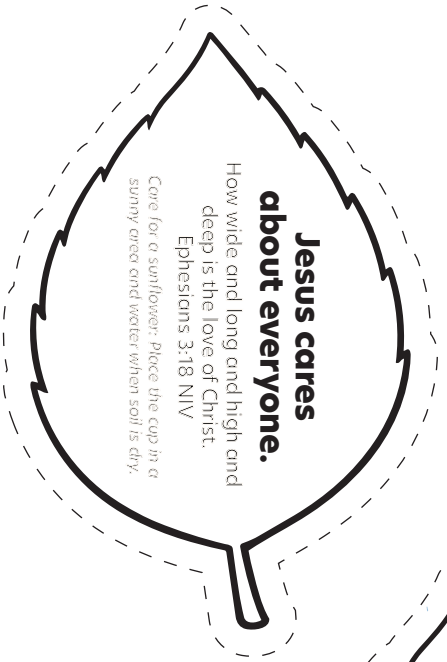 Jesus cares
about everyone.
How wide and long and high and
deep is the love of Christ.
Ephesians 3:18 NIV
Care for a sunflower: Place the cup in a
sunny area and water when soil is dry.